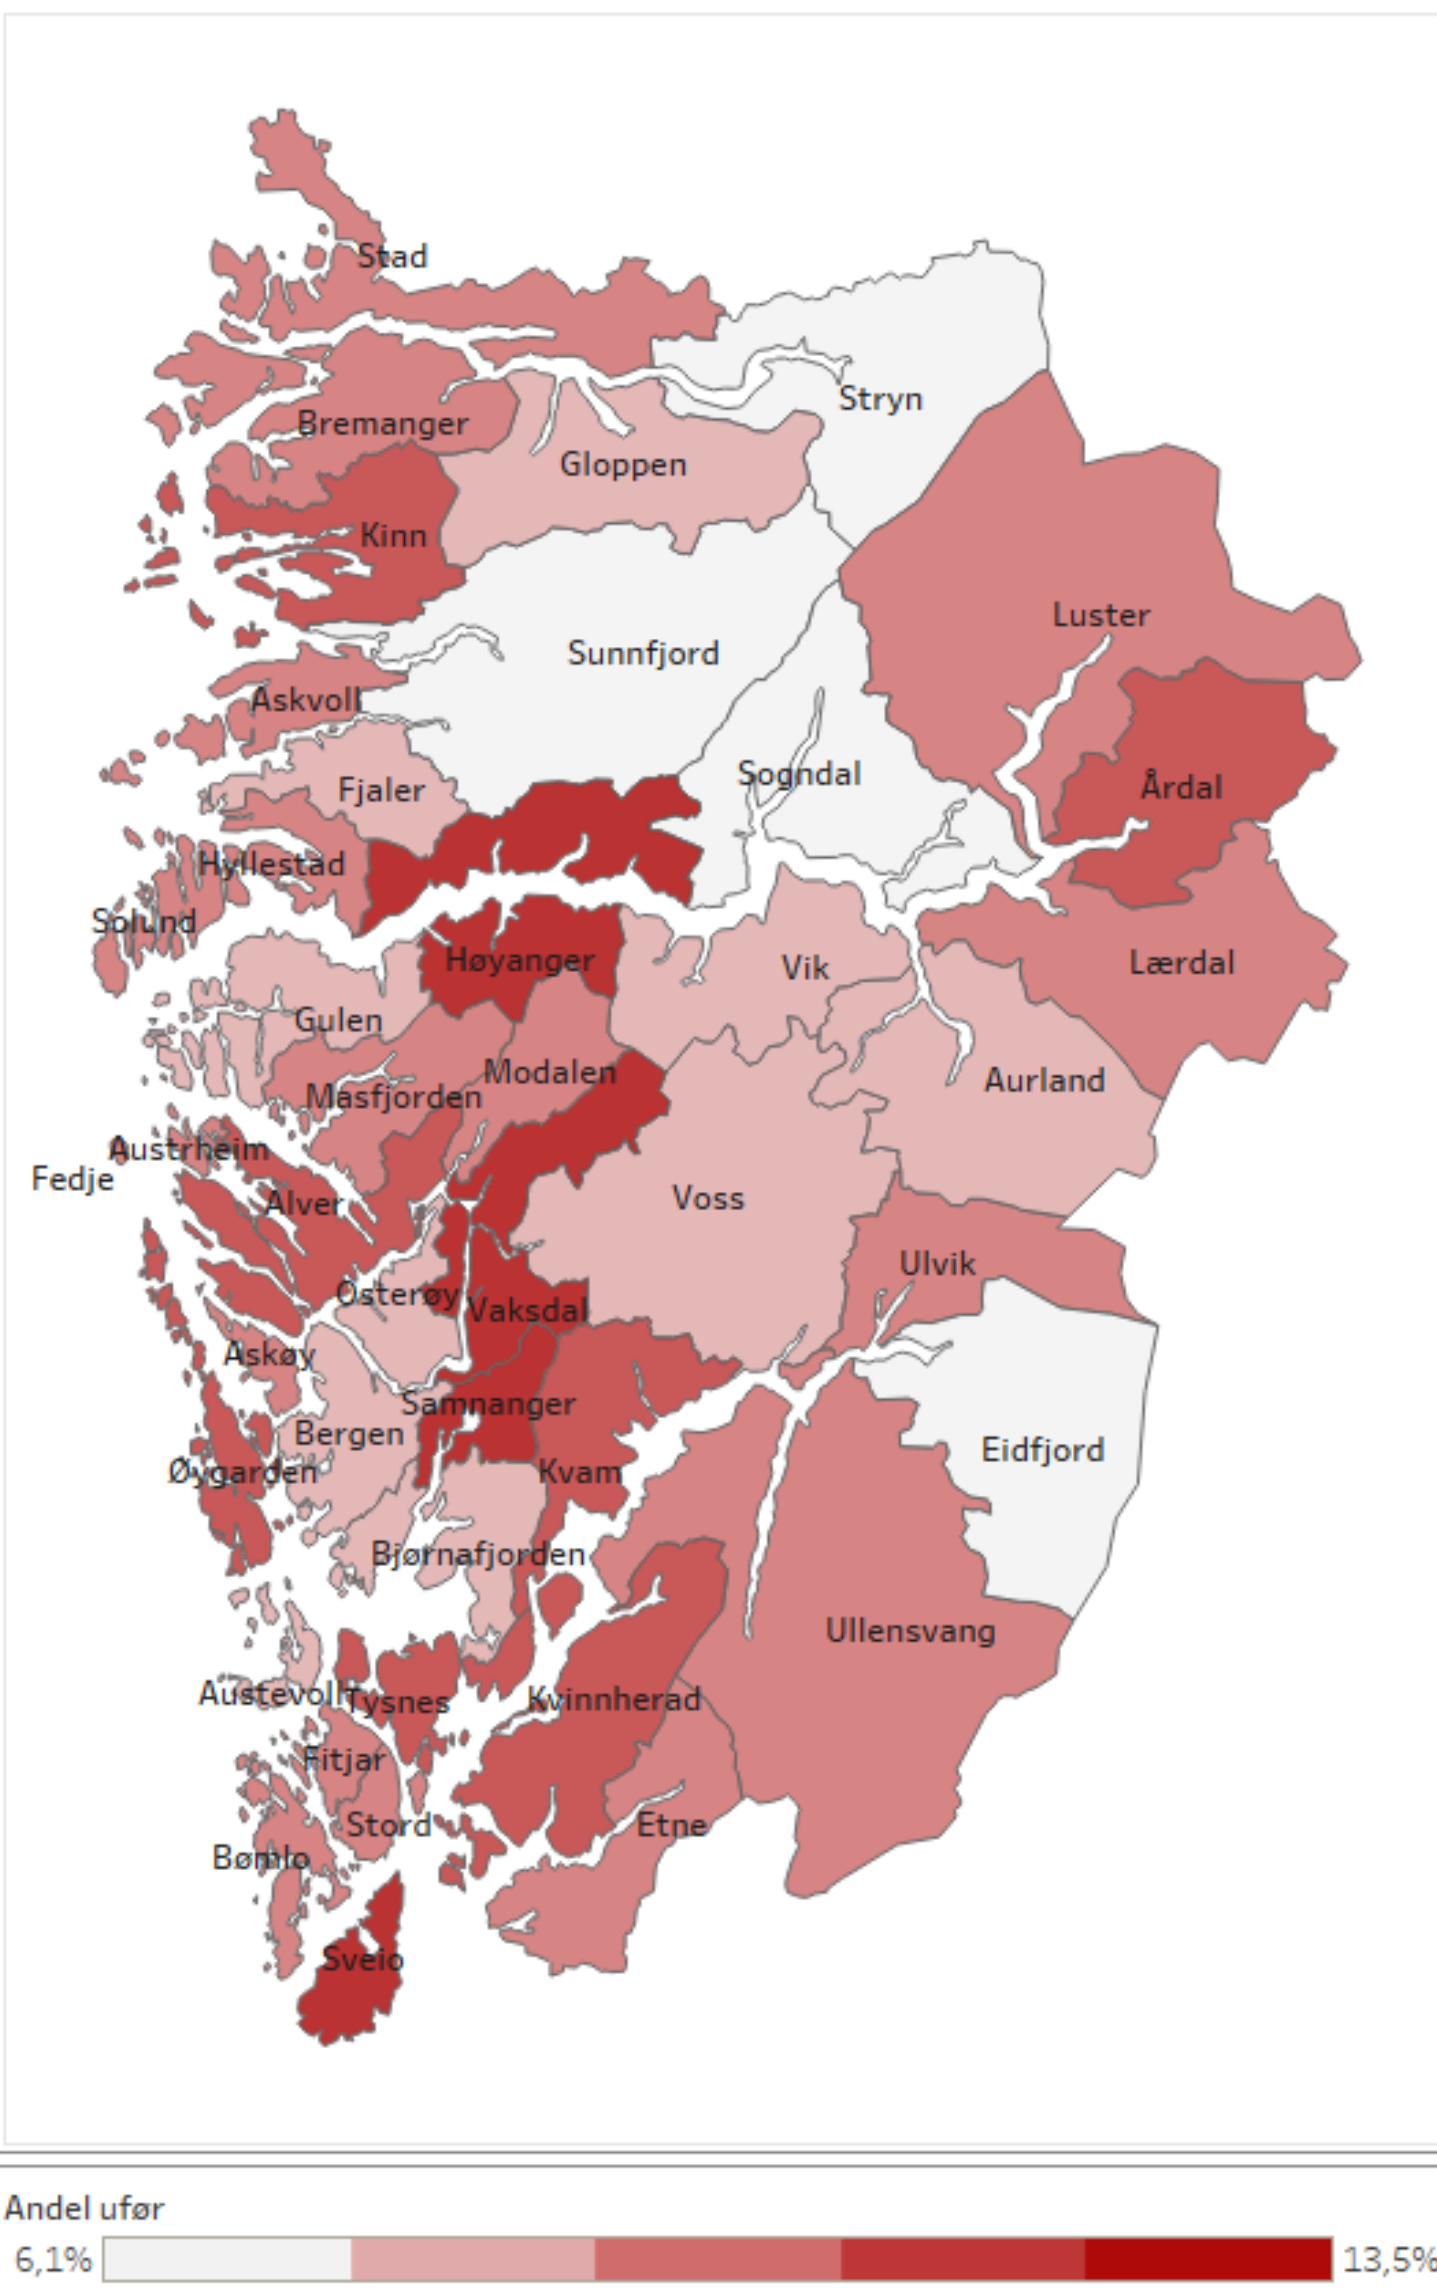 Stad
Stryn
Bremanger
Gloppen
Kinn
Luster
Sunnfjord
Askvoll
Sogndal
Årdal
Fjaler
Hyllestad
Solund
Høyanger
Vik
Lærdal
Gulen
Modalen
Aurland
Masfjorden
Austrheim
Fedje
Voss
Alver
Ulvik
Osterøy
Vaksdal
Askøy
Samnanger
Bergen
Eidfjord
Øygarden
Kvam
Bjørnafjorden
Ullensvang
Austevoll
Tysnes
Kvinnherad
Fitjar
Stord
Etne
Bømlo
Sveio
Andel ufør
6,1%
13,5%